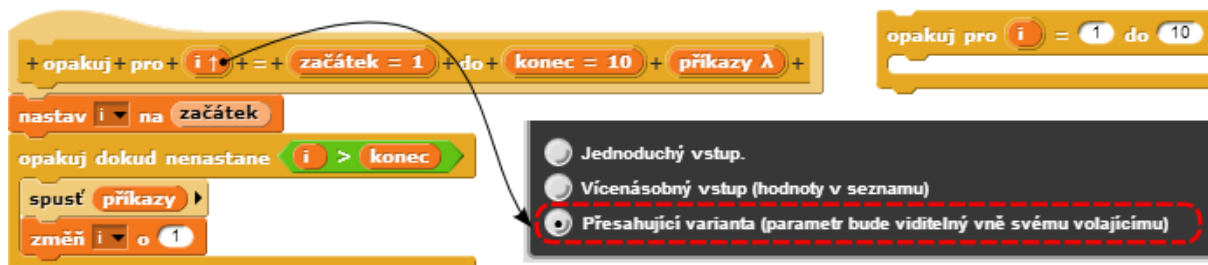 + opakuj + pro + i ↑ + = + začátek = 1 + do + konec = 10 + příkazy λ +
nastav i na začátek
opakuj dokud nenastane i > konec
spusť příkazy
změň i o 1
opakuj pro i = 1 do 10
Jednoduchý vstup.
Vícenásobný vstup (hodnoty v seznamu)
Přesahující varianta (parametr bude viditelný vně svému volajícímu)